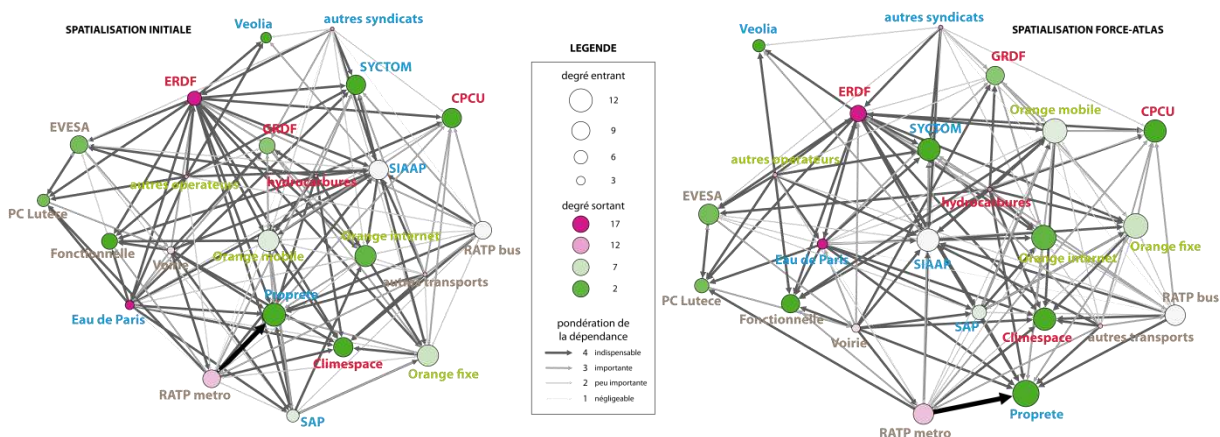 SPATIALISATION INITIALE
Veolia
autres syndicats
ERDF
SYCTOM
CPCU
EVESA
GRDF
SIAAP
autres operateurs
hydrocarbures
PC Lutece
Fonctionnelle
Voirie
Orange mobile
Orange internet
RATP bus
autres transports
Proprete
Eau de Paris
Climespace
Orange fixe
RATP metro
SAP
LEGENDE
degré entrant
12
9
6
3
degré sortant
17
12
7
2
pondération de
la dépendance
4 indispensable
3 importante
2 peu importante
1 négligeable
SPATIALISATION FORCE-ATLAS
autres syndicats
Veolia
GRDF
ERDF
Orange mobile
CPCU
SYCTOM
autres operateurs
EVESA
hydrocarbures
Orange fixe
Eau de Paris
SIAAP
Orange internet
PC Lutece
Fonctionnelle
RATP bus
Voirie
SAP
Climespace
autres transports
Proprete
RATP metro